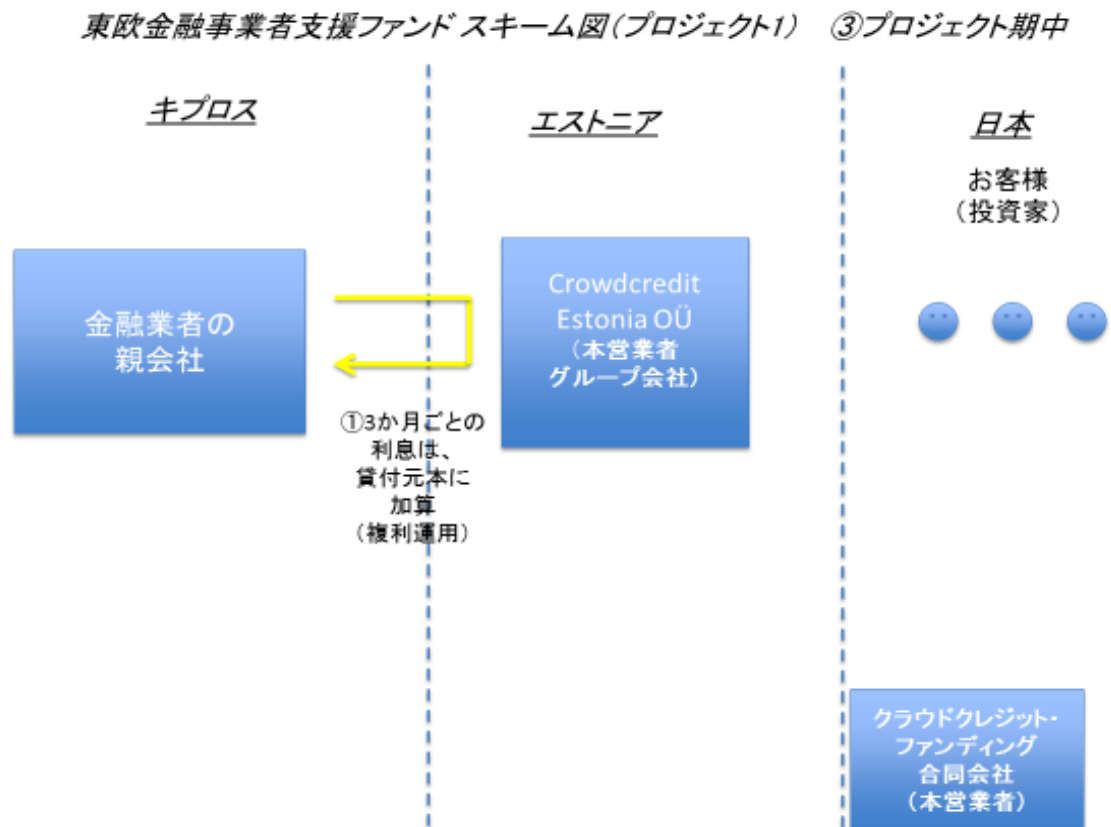 東欧金融事業者支援ファンド スキーム図(プロジェクト1)　③プロジェクト期中
キプロス
エストニア
日本
お客様
（投資家）
金融業者の
親会社
Crowdcredit
Estonia OÜ
（本営業者
グループ会社）
①3か月ごとの
利息は、
貸付元本に
加算
（複利運用）
クラウドクレジット・
ファンディング
合同会社
（本営業者）